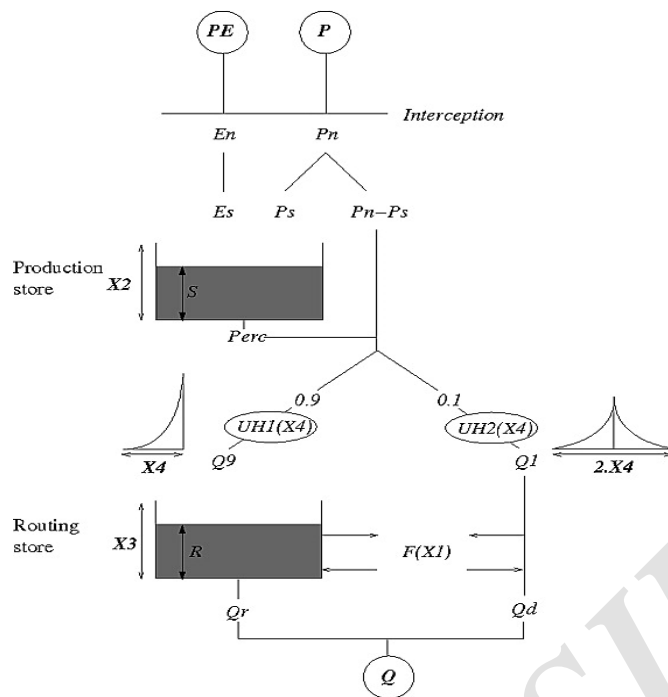 PE P
Interception
En Pn
Es Ps Pn–Ps
Production
store
X2
S
Perc
0.9 0.1
UH1(X4) UH2(X4)
X4 Q9 Q1 2.X4
Routing
store
X3
R
F(X1)
Qr Qd
Q